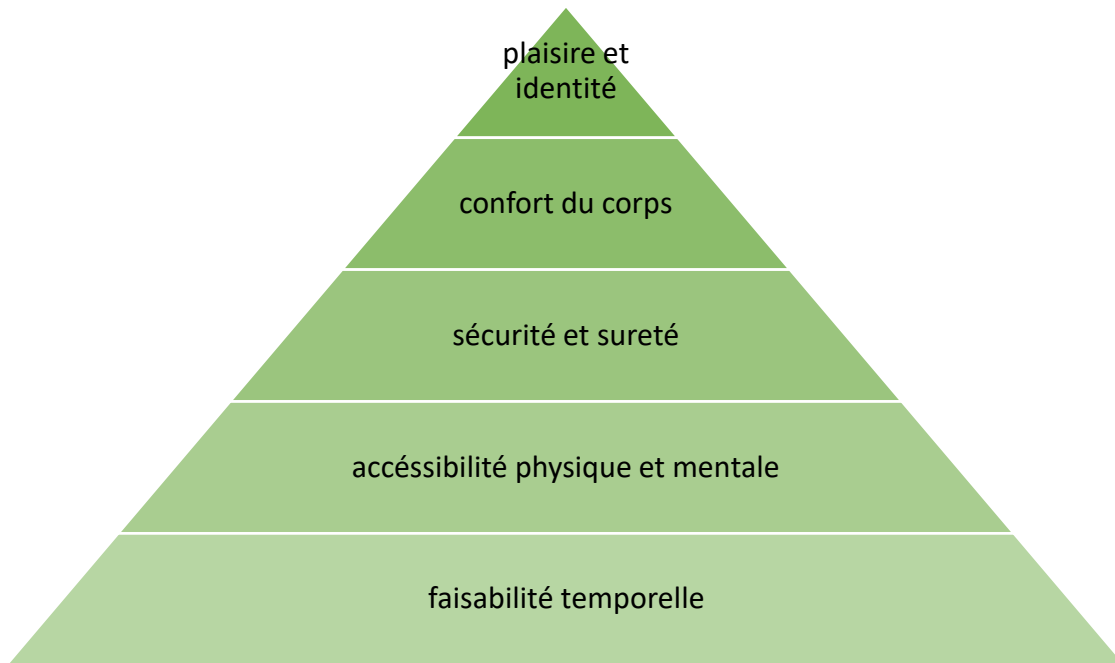 plaisire et
identité
confort du corps
sécurité et sureté
accéssibilité physique et mentale
faisabilité temporelle